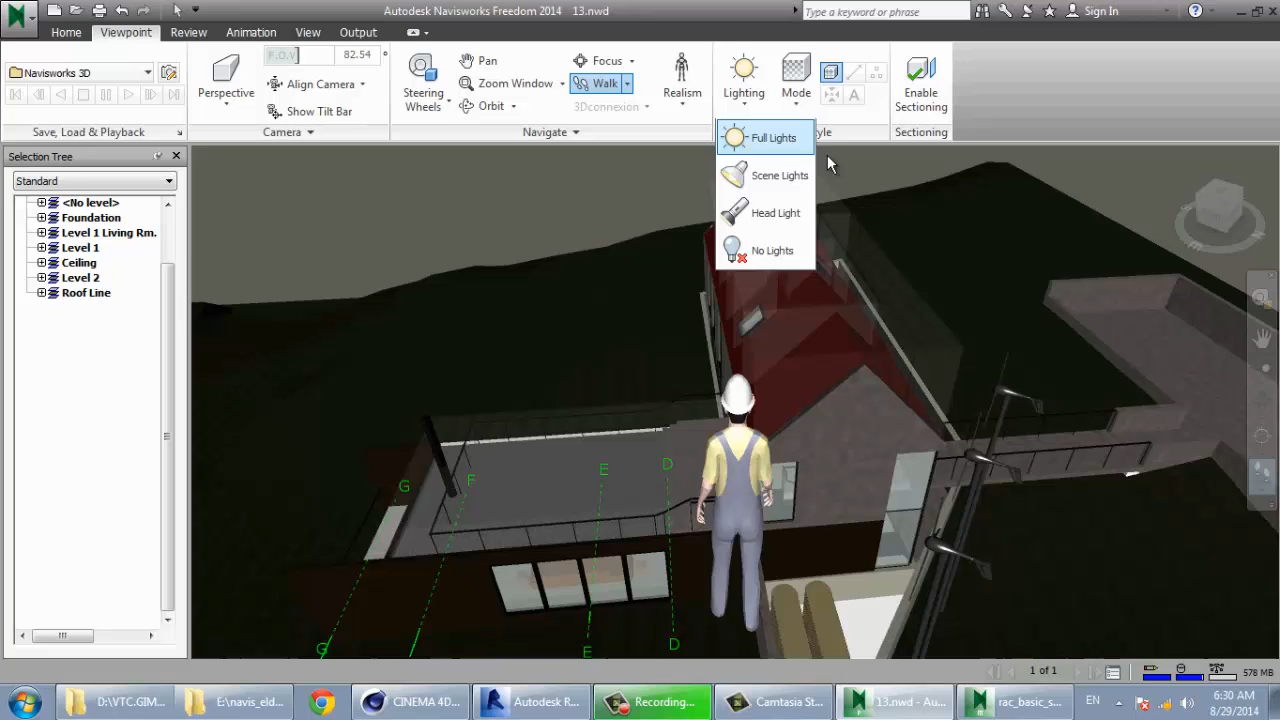 Autodesk Navisworks Freedom 2014 13.nwd
Type a keyword or phrase
Sign In
Home Viewpoint Review Animation View Output
Navisworks 3D
Save, Load & Playback
Perspective
F.O.V 82.54 °
Align Camera
Show Tilt Bar
Camera
Steering Wheels
Pan
Zoom Window
Orbit
Focus
Walk
3Dconnexion
Navigate
Realism
Lighting
Mode
A
yle
Enable Sectioning
Sectioning
Full Lights
Scene Lights
Head Light
No Lights
Selection Tree
Standard
<No level>
Foundation
Level 1 Living Rm.
Level 1
Ceiling
Level 2
Roof Line
G F E D
G E D
1 of 1
578 MB
D:\VTC.GIM...
E:\navis_eld...
CINEMA 4D...
Autodesk R...
Recording...
Camtasia St...
13.nwd - Au...
rac_basic_s...
EN
6:30 AM
8/29/2014